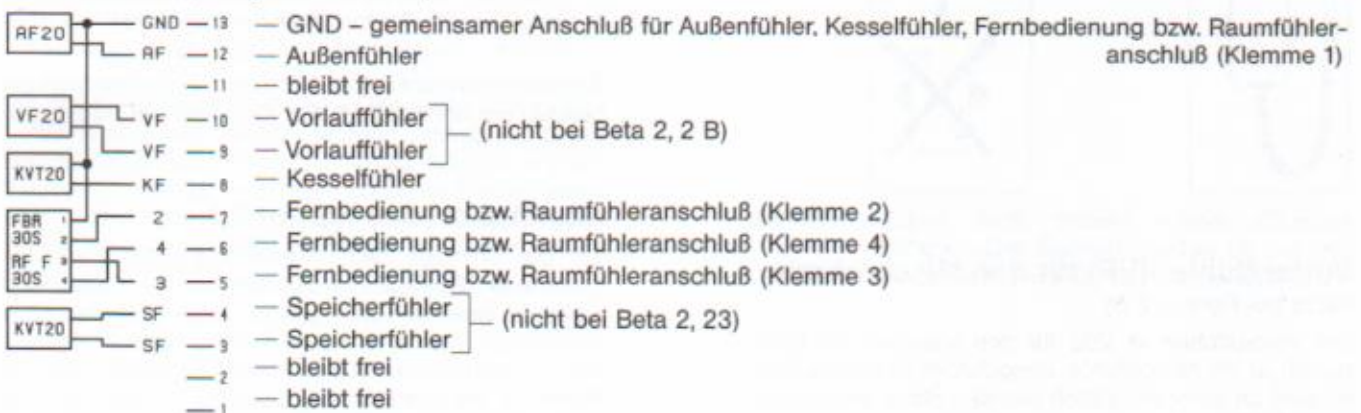 AF20 GND 13 – GND – gemeinsamer Anschluß für Außenfühler, Kesselfühler, Fernbedienung bzw. Raumfühler-
anschluß (Klemme 1)
AF 12 – Außenfühler
11 – bleibt frei
VF20 VF 10 – Vorlauffühler
(nicht bei Beta 2, 2 B)
VF 9 – Vorlauffühler
KVT20 KF 8 – Kesselfühler
FBR 30S 1 2 2 7 – Fernbedienung bzw. Raumfühleranschluß (Klemme 2)
RF F 30S 3 4 4 6 – Fernbedienung bzw. Raumfühleranschluß (Klemme 4)
3 5 – Fernbedienung bzw. Raumfühleranschluß (Klemme 3)
KVT20 SF 4 – Speicherfühler
(nicht bei Beta 2, 23)
SF 3 – Speicherfühler
2 – bleibt frei
1 – bleibt frei